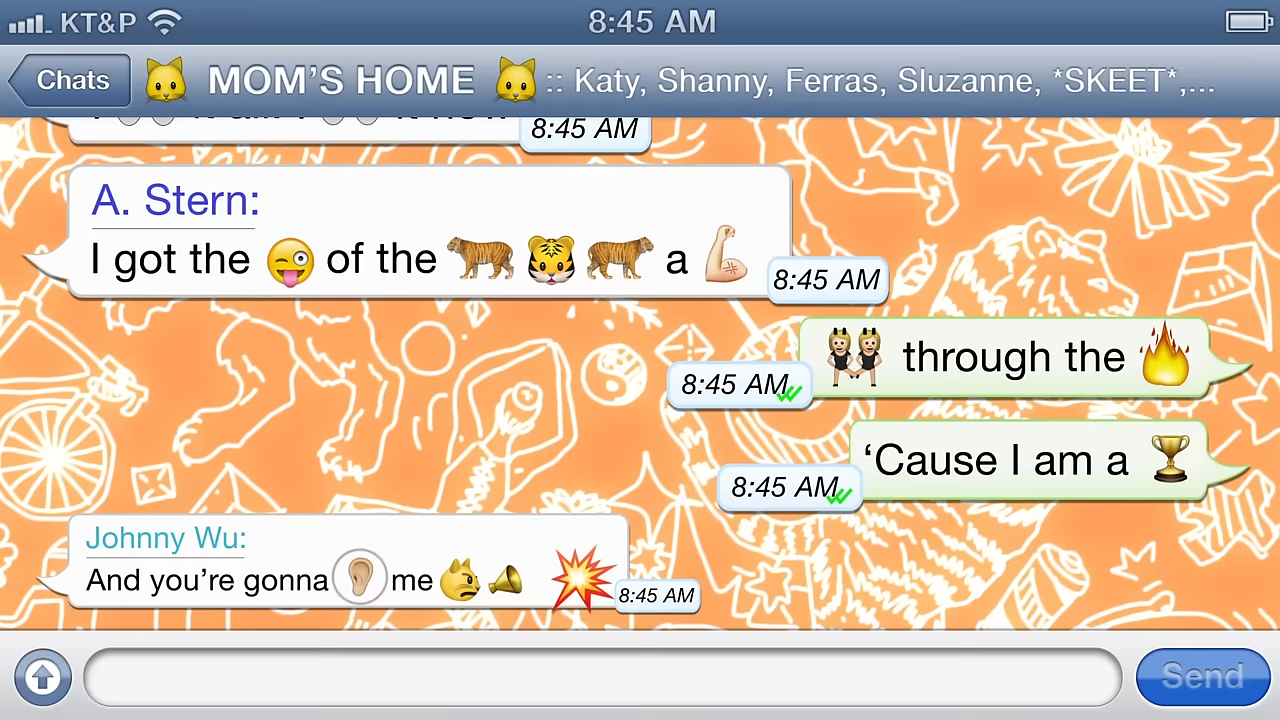 KT&P 8:45 AM
Chats MOM'S HOME :: Katy, Shanny, Ferras, Sluzanne, *SKEET*,...
8:45 AM
A. Stern:
I got the 😜 of the 🐅 🐯 🐅 a 💪
8:45 AM
👯 through the 🔥
8:45 AM
‘Cause I am a 🏆
8:45 AM
Johnny Wu:
And you’re gonna 👂 me 😾 📢 💥
8:45 AM
Send